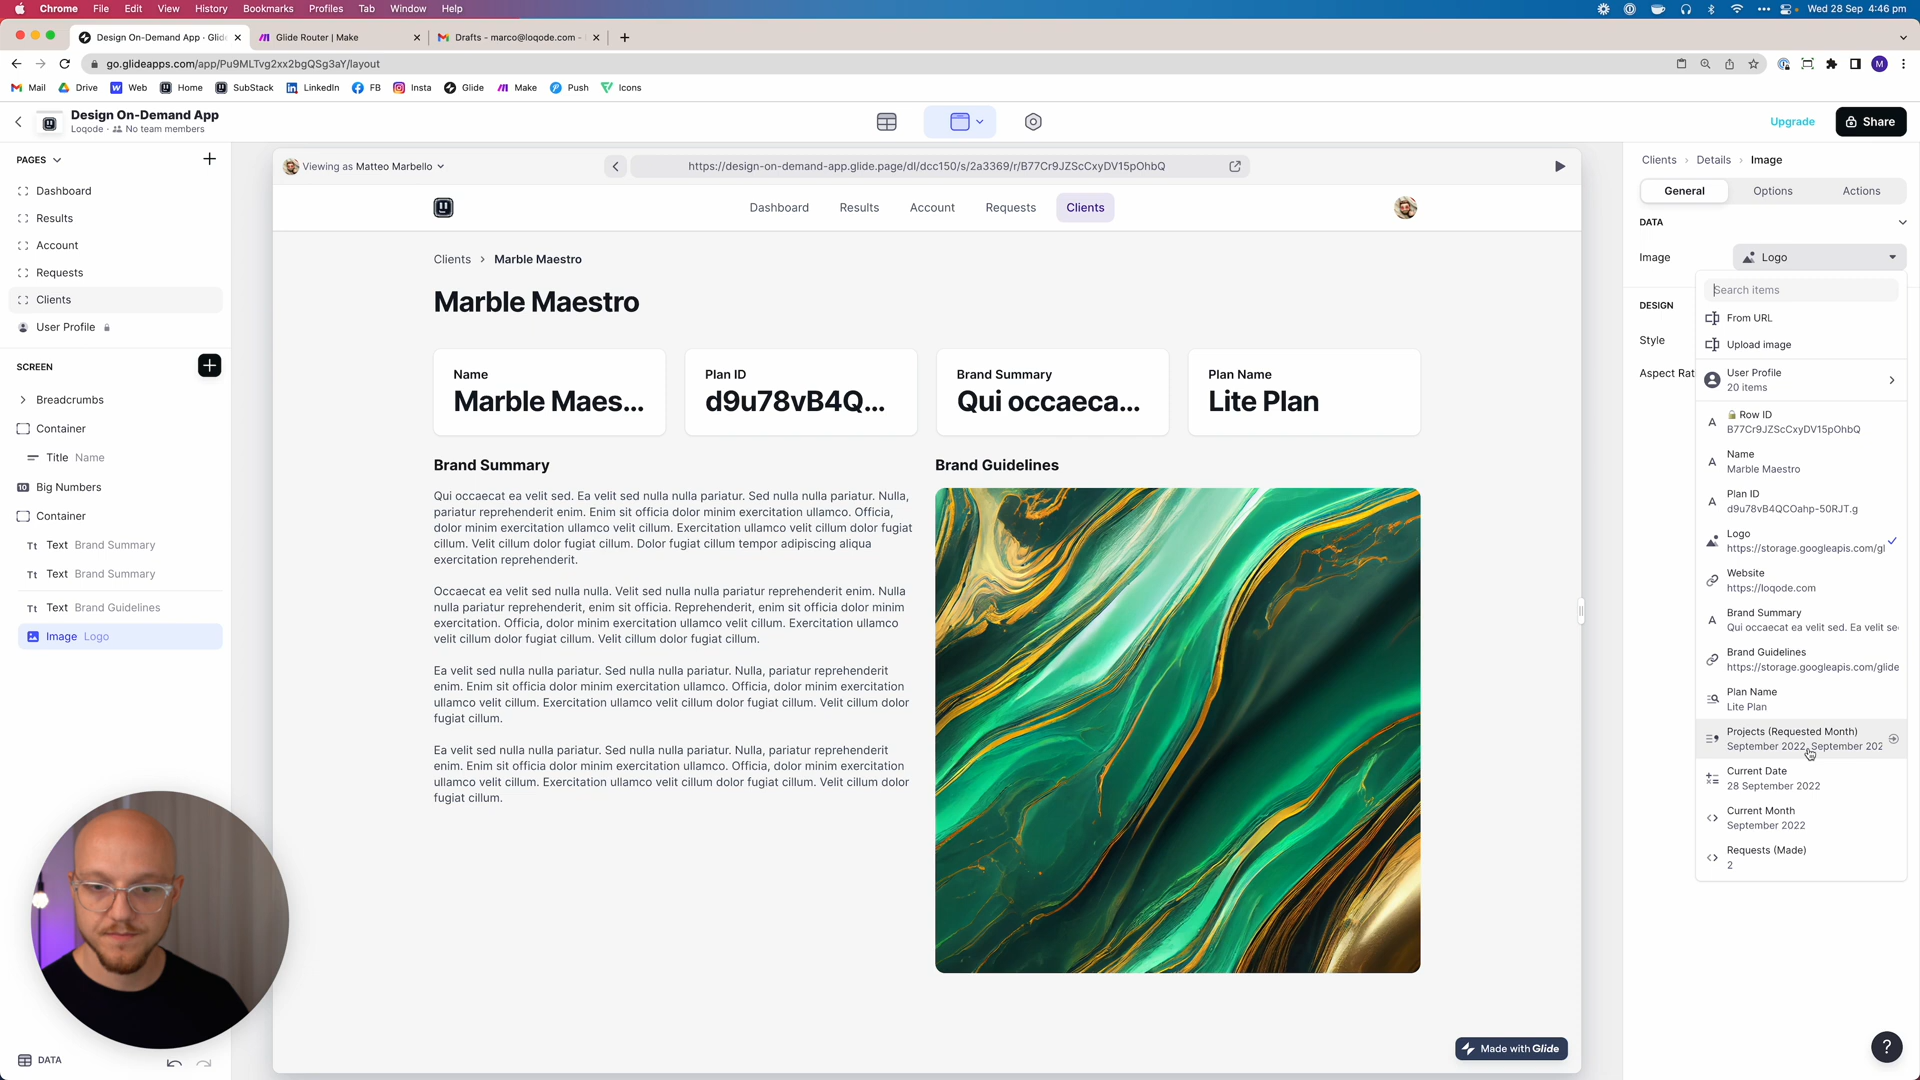 Chrome File Edit View History Bookmarks Profiles Tab Window Help
Wed 28 Sep 4:46 pm
Design On-Demand App · Glide
Glide Router | Make
Drafts - marco@loqode.com -
go.glideapps.com/app/Pu9MLTvg2xx2bgQSg3aY/layout
M
Mail Drive Web Home SubStack LinkedIn FB Insta Glide Make Push Icons
Design On-Demand App
Loqode · No team members
Upgrade
Share
PAGES
Dashboard
Results
Account
Requests
Clients
User Profile
SCREEN
Breadcrumbs
Container
Title Name
Big Numbers
Container
Text Brand Summary
Text Brand Summary
Text Brand Guidelines
Image Logo
DATA
Viewing as Matteo Marbello
https://design-on-demand-app.glide.page/dl/dcc150/s/2a3369/r/B77Cr9JZScCxyDV15pOhbQ
Dashboard Results Account Requests Clients
Clients > Marble Maestro
Marble Maestro
Name
Marble Maes...
Plan ID
d9u78vB4Q...
Brand Summary
Qui occaeca...
Plan Name
Lite Plan
Brand Summary
Qui occaecat ea velit sed. Ea velit sed nulla nulla pariatur. Sed nulla nulla pariatur. Nulla,
pariatur reprehenderit enim. Enim sit officia dolor minim exercitation ullamco. Officia,
dolor minim exercitation ullamco velit cillum. Exercitation ullamco velit cillum dolor fugiat
cillum. Velit cillum dolor fugiat cillum. Dolor fugiat cillum tempor adipiscing aliqua
exercitation reprehenderit.
Occaecat ea velit sed nulla nulla. Velit sed nulla nulla pariatur reprehenderit enim. Nulla
nulla pariatur reprehenderit, enim sit officia. Reprehenderit, enim sit officia dolor minim
exercitation. Officia, dolor minim exercitation ullamco velit cillum. Exercitation ullamco
velit cillum dolor fugiat cillum. Velit cillum dolor fugiat cillum.
Ea velit sed nulla nulla pariatur. Sed nulla nulla pariatur. Nulla, pariatur reprehenderit
enim. Enim sit officia dolor minim exercitation ullamco. Officia, dolor minim exercitation
ullamco velit cillum. Exercitation ullamco velit cillum dolor fugiat cillum. Velit cillum dolor
fugiat cillum.
Ea velit sed nulla nulla pariatur. Sed nulla nulla pariatur. Nulla, pariatur reprehenderit
enim. Enim sit officia dolor minim exercitation ullamco. Officia, dolor minim exercitation
ullamco velit cillum. Exercitation ullamco velit cillum dolor fugiat cillum. Velit cillum dolor
fugiat cillum.
Brand Guidelines
Made with Glide
Clients > Details > Image
General Options Actions
DATA
Image
Logo
DESIGN
Style
Aspect Rat
Search items
From URL
Upload image
User Profile
20 items
Row ID
B77Cr9JZScCxyDV15pOhbQ
Name
Marble Maestro
Plan ID
d9u78vB4QCOahp-50RJT.g
Logo
https://storage.googleapis.com/gl
Website
https://loqode.com
Brand Summary
Qui occaecat ea velit sed. Ea velit se
Brand Guidelines
https://storage.googleapis.com/glide
Plan Name
Lite Plan
Projects (Requested Month)
September 2022, September 202
Current Date
28 September 2022
Current Month
September 2022
Requests (Made)
2
?